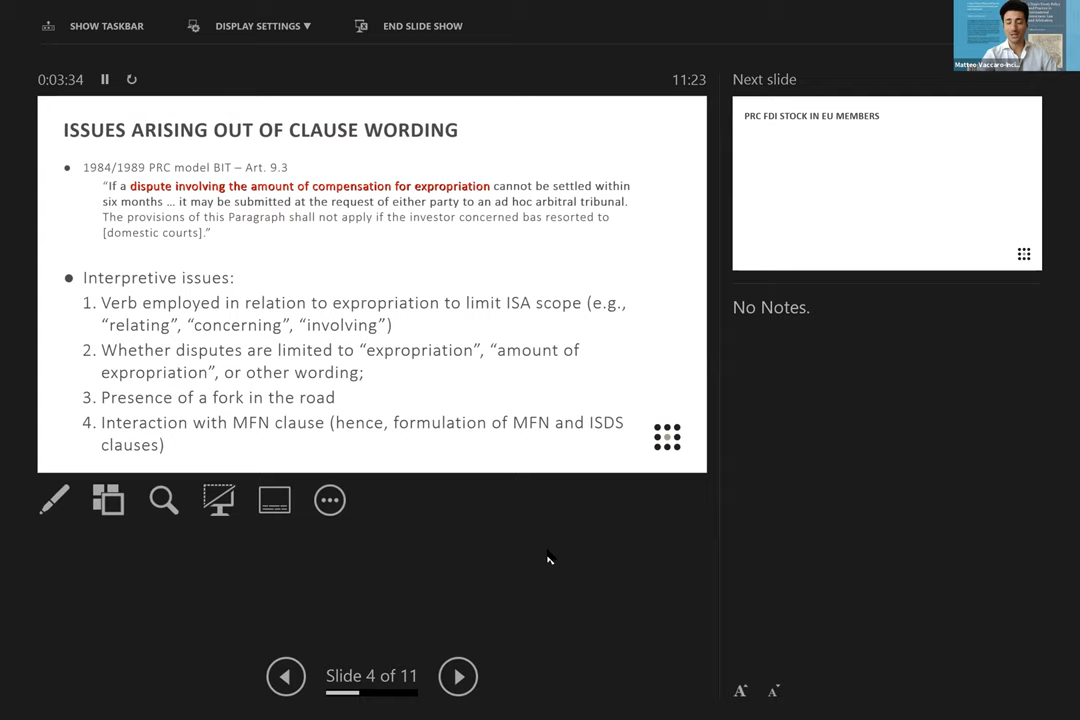 SHOW TASKBAR
DISPLAY SETTINGS ▼
END SLIDE SHOW
Matteo Vaccaro-Inci...
0:03:34
11:23
Next slide
ISSUES ARISING OUT OF CLAUSE WORDING
● 1984/1989 PRC model BIT – Art. 9.3
“If a dispute involving the amount of compensation for expropriation cannot be settled within
six months … it may be submitted at the request of either party to an ad hoc arbitral tribunal.
The provisions of this Paragraph shall not apply if the investor concerned bas resorted to
[domestic courts].”
● Interpretive issues:
1. Verb employed in relation to expropriation to limit ISA scope (e.g.,
“relating”, “concerning”, “involving”)
2. Whether disputes are limited to “expropriation”, “amount of
expropriation”, or other wording;
3. Presence of a fork in the road
4. Interaction with MFN clause (hence, formulation of MFN and ISDS
clauses)
PRC FDI STOCK IN EU MEMBERS
No Notes.
Slide 4 of 11
A A